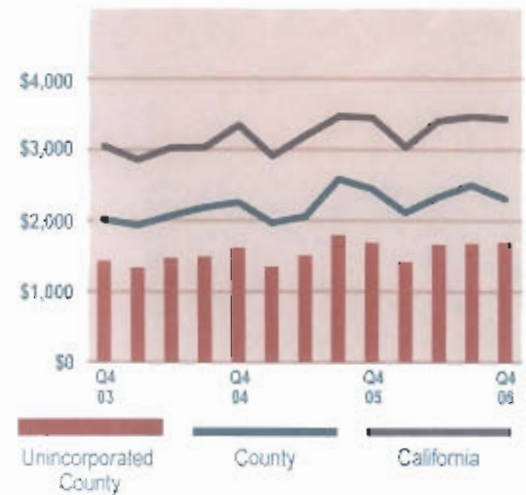 $4,000
$3,000
$2,000
$1,000
$0
Q4 Q4 Q4 Q4
03 04 05 06
Unincorporated County California
County